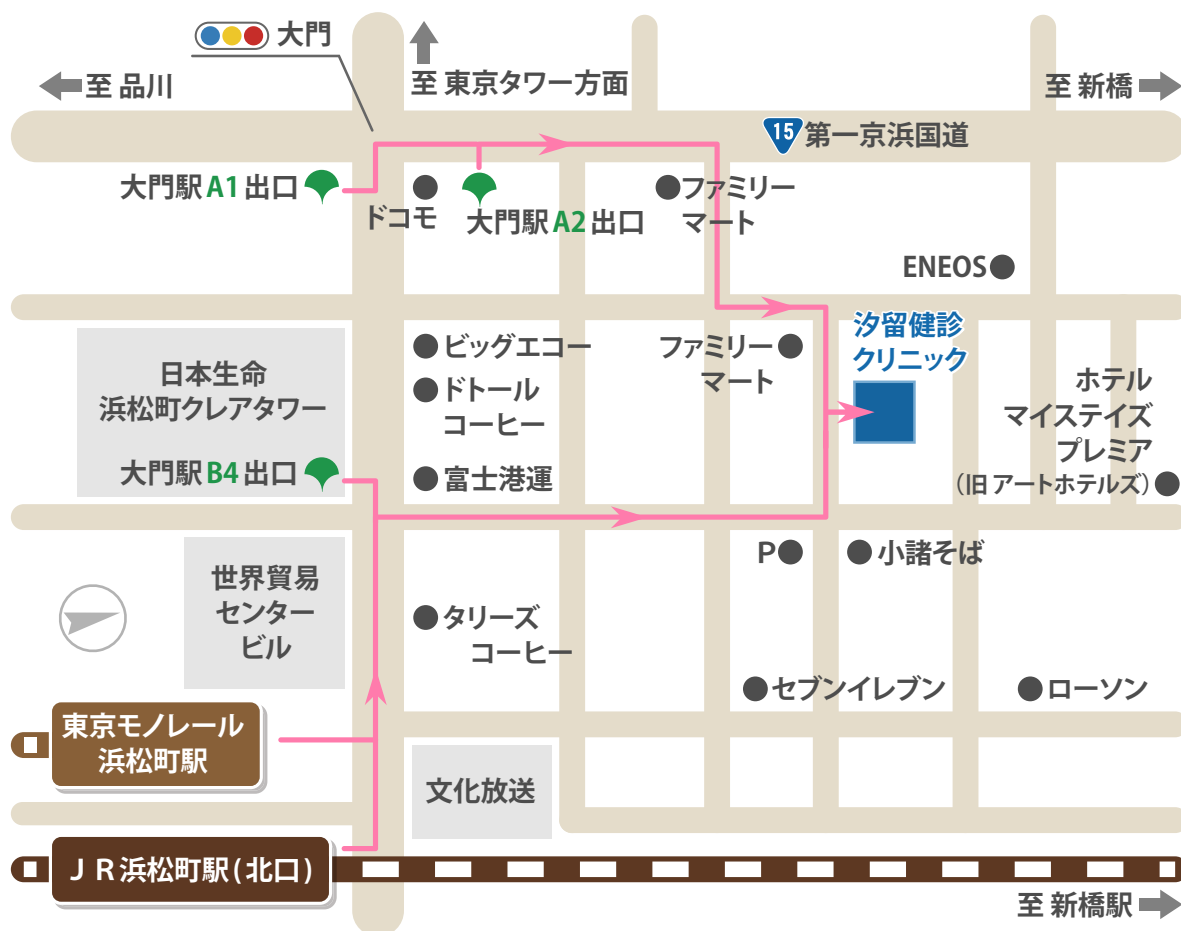 大門
至 品川
至 東京タワー方面
至 新橋
15 第一京浜国道
大門駅 A1 出口
ドコモ
大門駅 A2 出口
ファミリー
マート
ENEOS
日本生命
浜松町クレアタワー
大門駅 B4 出口
ビッグエコー
ドトール
コーヒー
富士港運
ファミリー
マート
汐留健診
クリニック
ホテル
マイステイズ
プレミア
(旧 アートホテルズ)
世界貿易
センター
ビル
P
小諸そば
タリーズ
コーヒー
セブンイレブン
ローソン
東京モノレール
浜松町駅
文化放送
ＪＲ浜松町駅(北口)
至 新橋駅